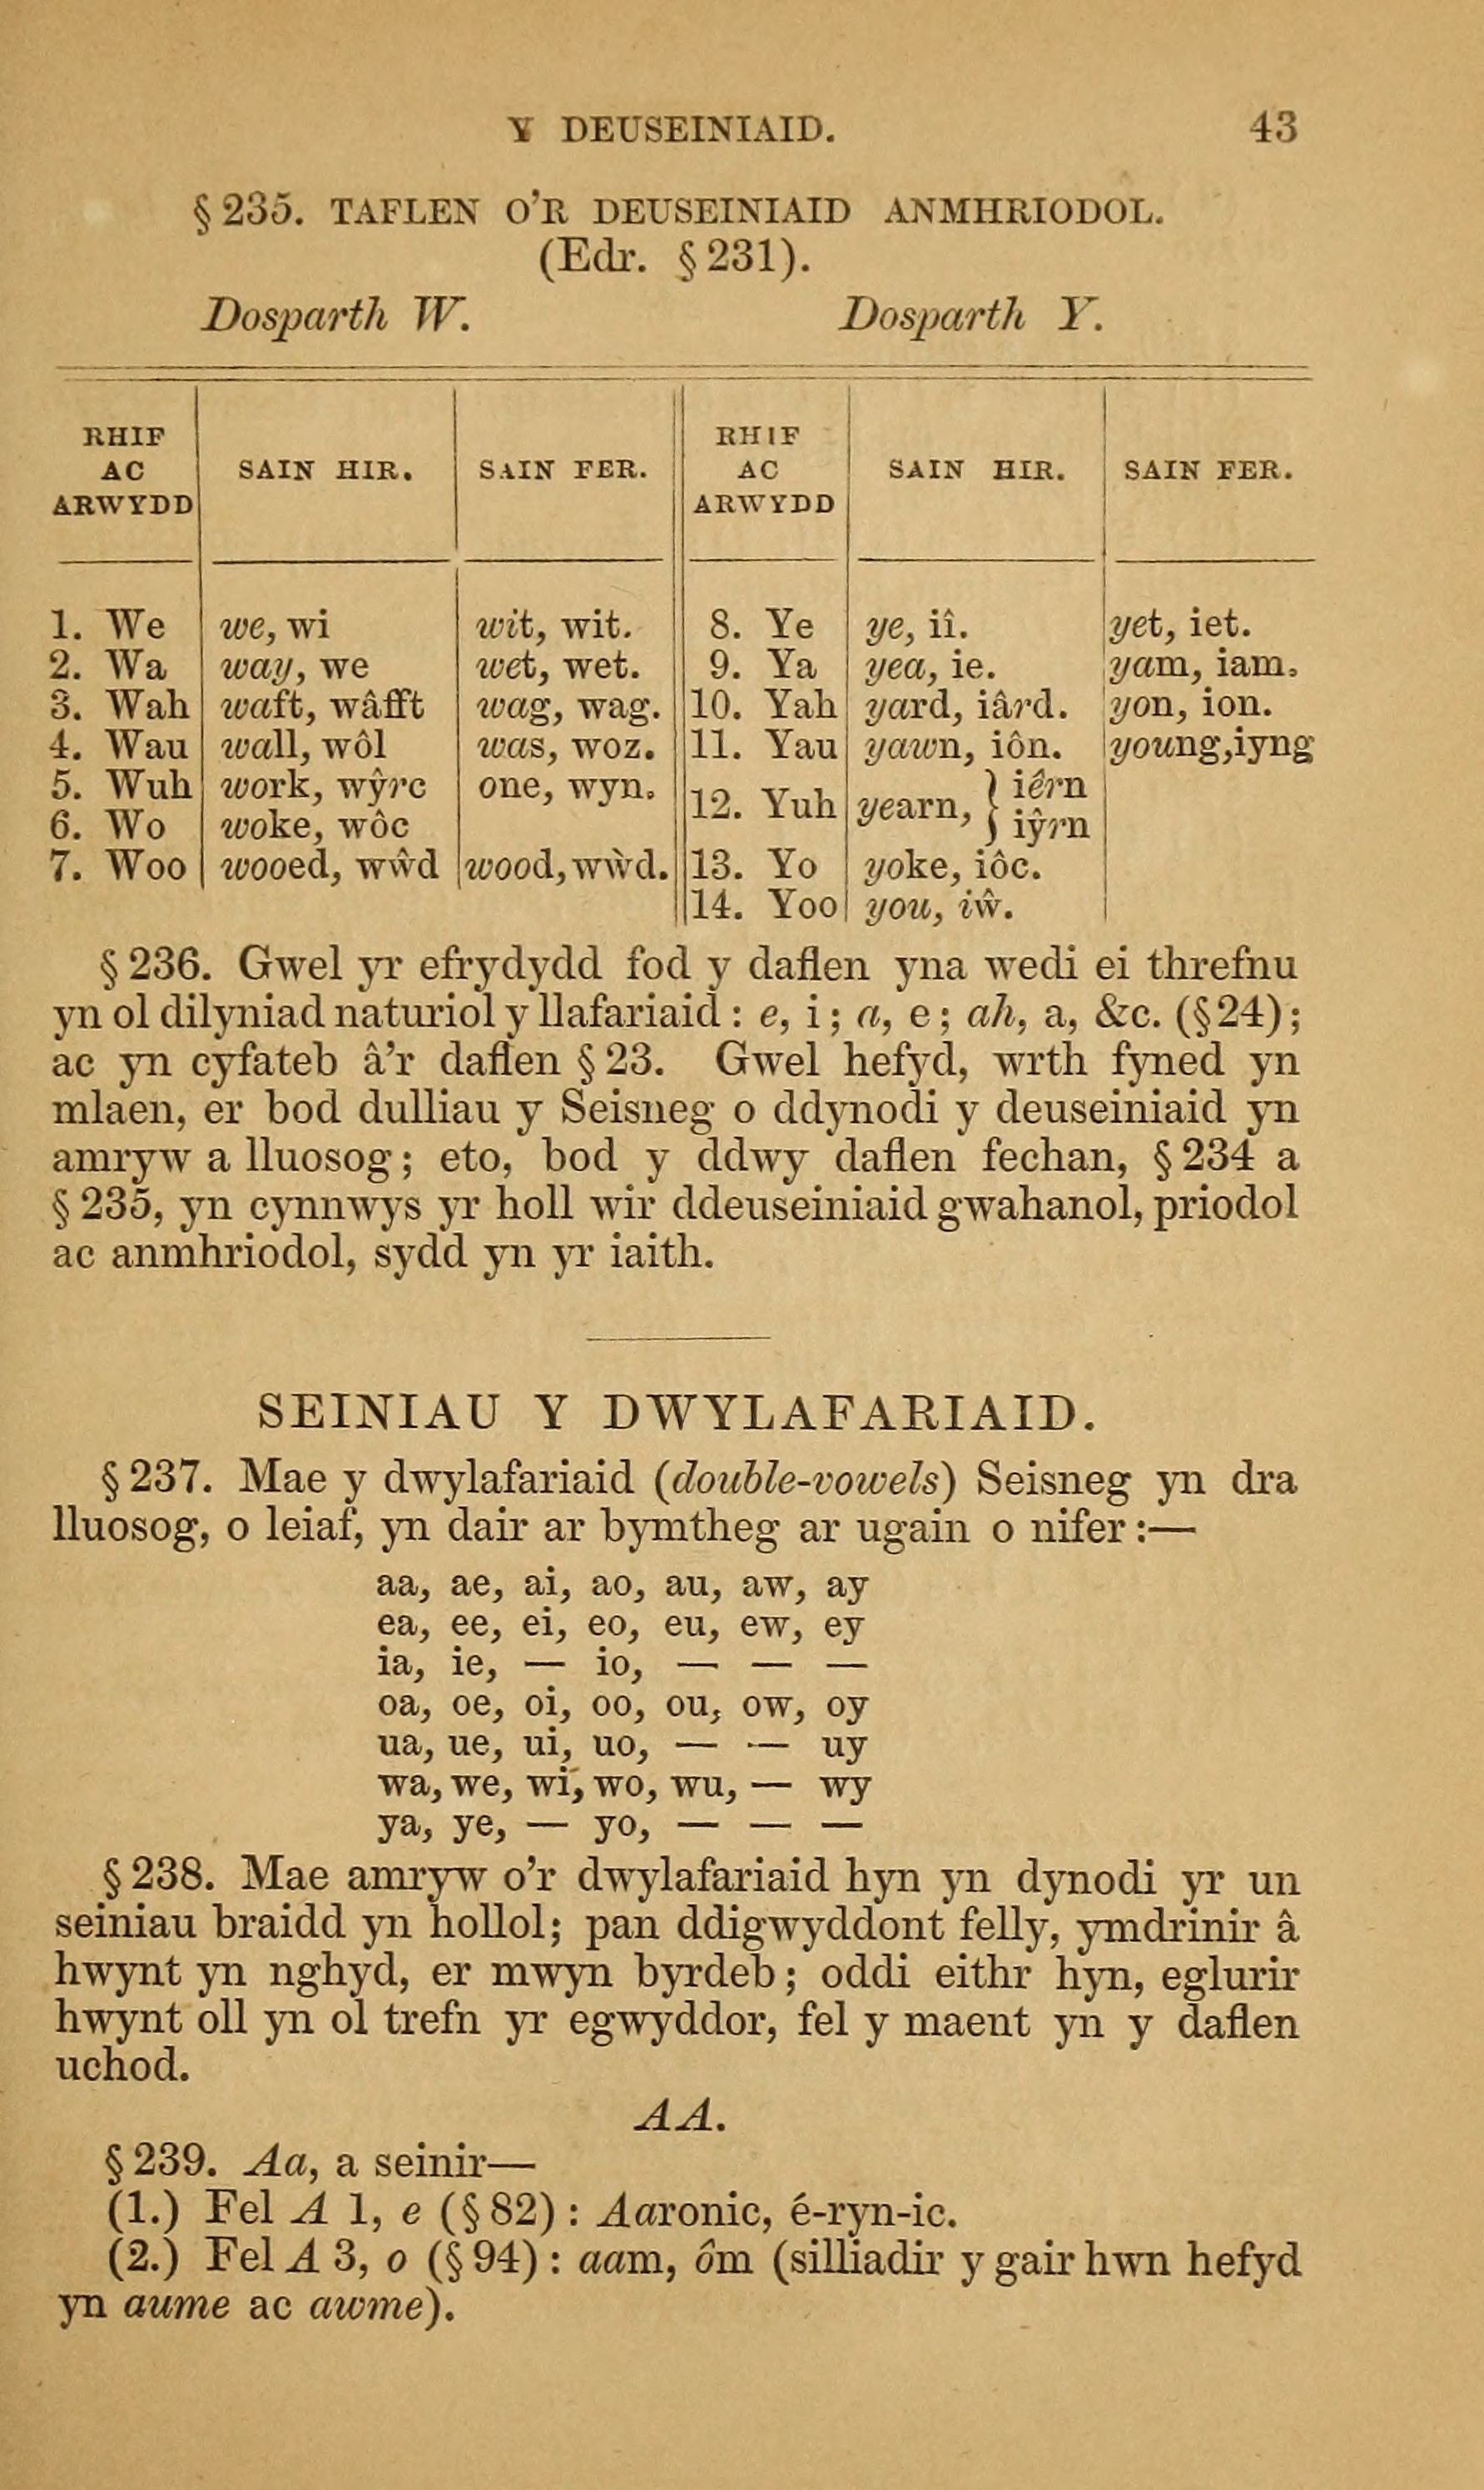 Y DEUSEINIAID. 43
§ 235. TAFLEN O'R DEUSEINIAID ANMHRIODOL.
(Edr. § 231).
Dosparth W. Dosparth Y.
RHIF AC ARWYDD | SAIN HIR. | SAIN FER. || RHIF AC ARWYDD | SAIN HIR. | SAIN FER.
1. We | we, wi | wit, wit. || 8. Ye | ye, iî. | yet, iet.
2. Wa | way, we | wet, wet. || 9. Ya | yea, ie. | yam, iam.
3. Wah | waft, wâfft | wag, wag. || 10. Yah | yard, iârd. | yon, ion.
4. Wau | wall, wôl | was, woz. || 11. Yau | yawn, iôn. | young, iyng
5. Wuh | work, wŷrc | one, wyn. || 12. Yuh | yearn, } iêrn iŷrn
6. Wo | woke, wôc
7. Woo | wooed, wŵd | wood, wẁd. || 13. Yo | yoke, iôc.
14. Yoo | you, iŵ.
§ 236. Gwel yr efrydydd fod y daflen yna wedi ei threfnu
yn ol dilyniad naturiol y llafariaid : e, i ; a, e ; ah, a, &c. (§ 24) ;
ac yn cyfateb â'r daflen § 23. Gwel hefyd, wrth fyned yn
mlaen, er bod dulliau y Seisneg o ddynodi y deuseiniaid yn
amryw a lluosog ; eto, bod y ddwy daflen fechan, § 234 a
§ 235, yn cynnwys yr holl wir ddeuseiniaid gwahanol, priodol
ac anmhriodol, sydd yn yr iaith.
SEINIAU Y DWYLAFARIAID.
§ 237. Mae y dwylafariaid (double-vowels) Seisneg yn dra
lluosog, o leiaf, yn dair ar bymtheg ar ugain o nifer :—
aa, ae, ai, ao, au, aw, ay
ea, ee, ei, eo, eu, ew, ey
ia, ie, — io, — — —
oa, oe, oi, oo, ou, ow, oy
ua, ue, ui, uo, — — uy
wa, we, wi, wo, wu, — wy
ya, ye, — yo, — — —
§ 238. Mae amryw o'r dwylafariaid hyn yn dynodi yr un
seiniau braidd yn hollol ; pan ddigwyddont felly, ymdrinir â
hwynt yn nghyd, er mwyn byrdeb ; oddi eithr hyn, eglurir
hwynt oll yn ol trefn yr egwyddor, fel y maent yn y daflen
uchod.
AA.
§ 239. Aa, a seinir—
(1.) Fel A 1, e (§ 82) : Aaronic, é-ryn-ic.
(2.) Fel A 3, o (§ 94) : aam, ôm (silliadir y gair hwn hefyd
yn aume ac awme).